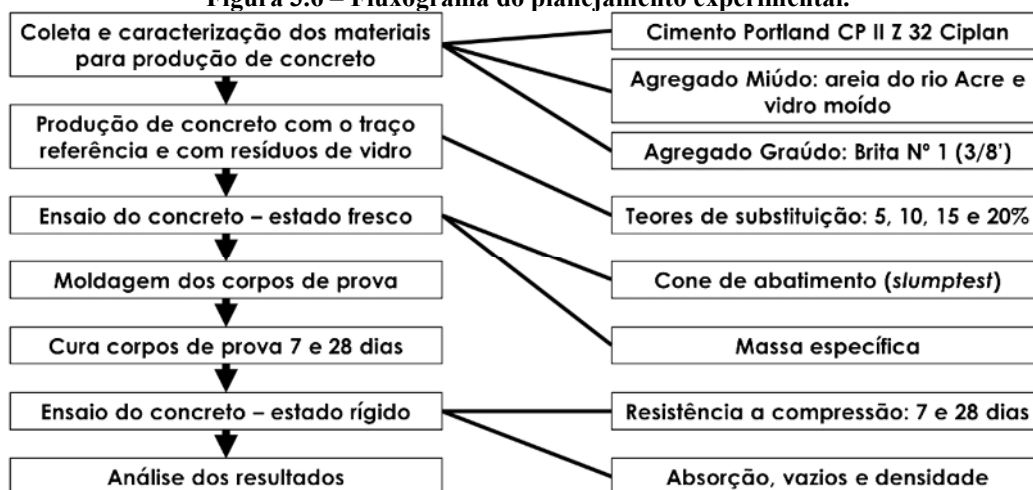 Figura 3.6 – Fluxograma do planejamento experimental.
Coleta e caracterização dos materiais
para produção de concreto
Produção de concreto com o traço
referência e com resíduos de vidro
Ensaio do concreto – estado fresco
Moldagem dos corpos de prova
Cura corpos de prova 7 e 28 dias
Ensaio do concreto – estado rígido
Análise dos resultados
Cimento Portland CP II Z 32 Ciplan
Agregado Miúdo: areia do rio Acre e
vidro moído
Agregado Graúdo: Brita Nº 1 (3/8')
Teores de substituição: 5, 10, 15 e 20%
Cone de abatimento (slumptest)
Massa específica
Resistência a compressão: 7 e 28 dias
Absorção, vazios e densidade